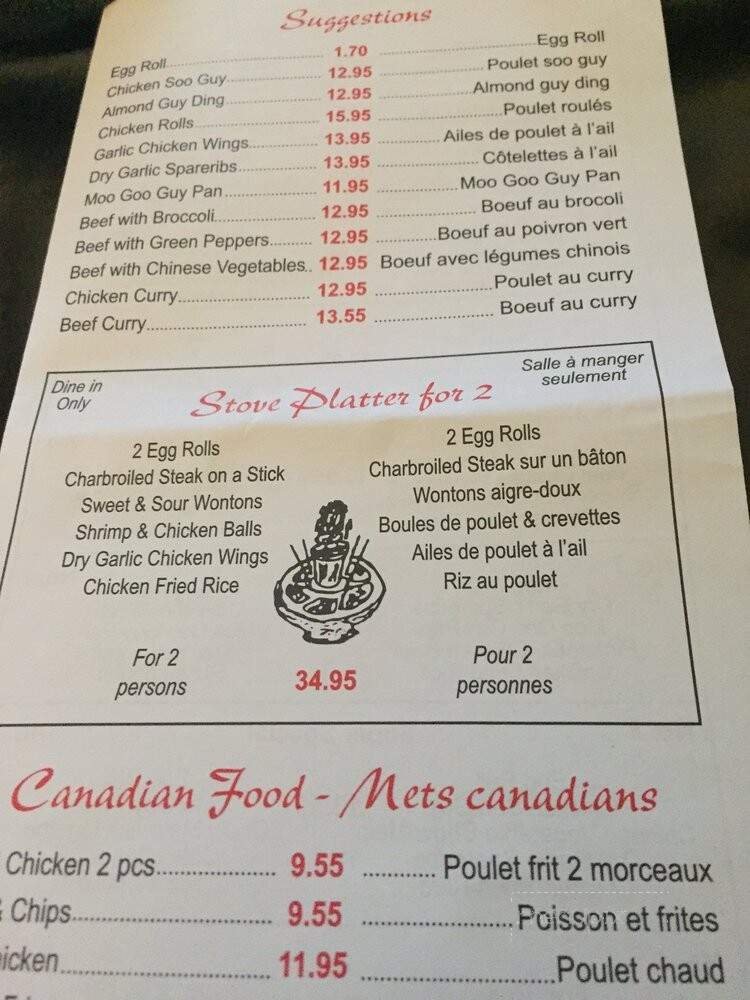 Suggestions
Egg Roll 1.70 Egg Roll
Chicken Soo Guy 12.95 Poulet soo guy
Almond Guy Ding 12.95 Almond guy ding
Chicken Rolls 15.95 Poulet roulés
Garlic Chicken Wings 13.95 Ailes de poulet à l'ail
Dry Garlic Spareribs 13.95 Côtelettes à l'ail
Moo Goo Guy Pan 11.95 Moo Goo Guy Pan
Beef with Broccoli 12.95 Boeuf au brocoli
Beef with Green Peppers 12.95 Boeuf au poivron vert
Beef with Chinese Vegetables.. 12.95 Boeuf avec légumes chinois
Chicken Curry 12.95 Poulet au curry
Beef Curry 13.55 Boeuf au curry
Dine in
Only
Stove Platter for 2
Salle à manger
seulement
2 Egg Rolls
Charbroiled Steak on a Stick
Sweet & Sour Wontons
Shrimp & Chicken Balls
Dry Garlic Chicken Wings
Chicken Fried Rice
2 Egg Rolls
Charbroiled Steak sur un bâton
Wontons aigre-doux
Boules de poulet & crevettes
Ailes de poulet à l'ail
Riz au poulet
For 2
persons
34.95
Pour 2
personnes
Canadian Food - Mets canadians
Chicken 2 pcs 9.55 Poulet frit 2 morceaux
& Chips 9.55 Poisson et frites
icken 11.95 Poulet chaud